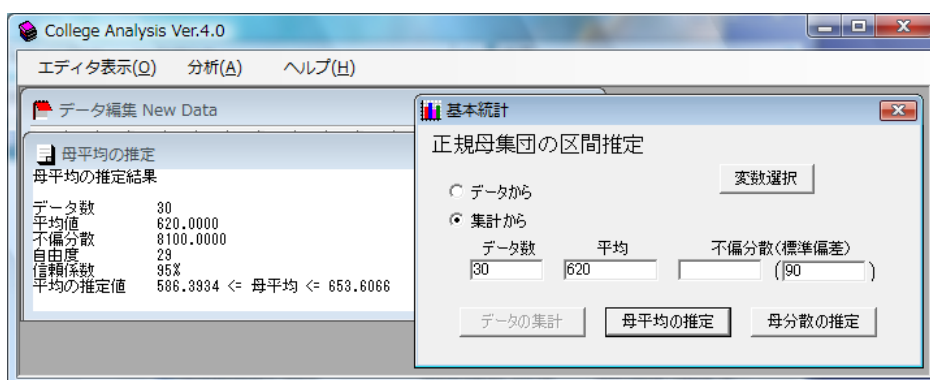 College Analysis Ver.4.0
エディタ表示(O) 分析(A) ヘルプ(H)
データ編集 New Data
母平均の推定
母平均の推定結果
データ数 30
平均値 620.0000
不偏分散 8100.0000
自由度 29
信頼係数 95%
平均の推定値 586.3934 <= 母平均 <= 653.6066
基本統計
正規母集団の区間推定
データから
変数選択
集計から
データ数 平均 不偏分散(標準偏差)
30 620 (90 )
データの集計 母平均の推定 母分散の推定